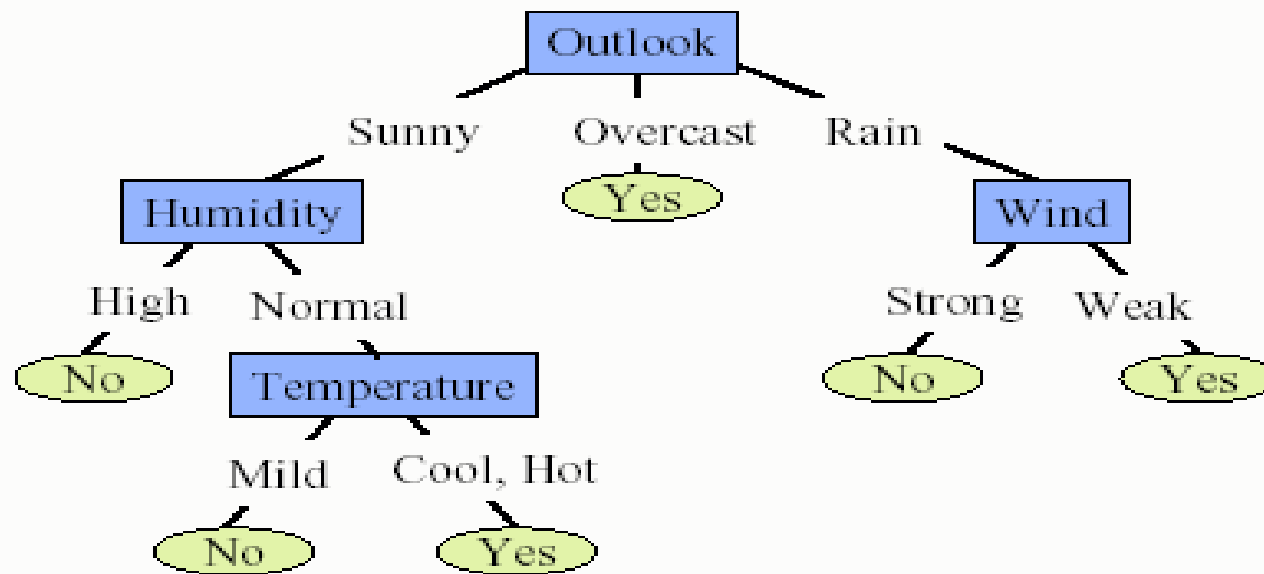 Outlook
Sunny Overcast Rain
Humidity Yes Wind
High Normal Strong Weak
No Temperature No Yes
Mild Cool, Hot
No Yes